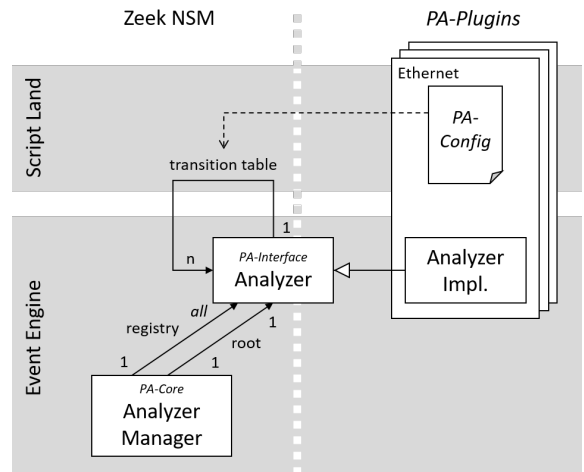 Zeek NSM
PA-Plugins
Script Land
Ethernet
PA-
Config
transition table
1
n
PA-Interface
Analyzer
Analyzer
Impl.
Event Engine
all
registry
1
root
1
1
PA-Core
Analyzer
Manager